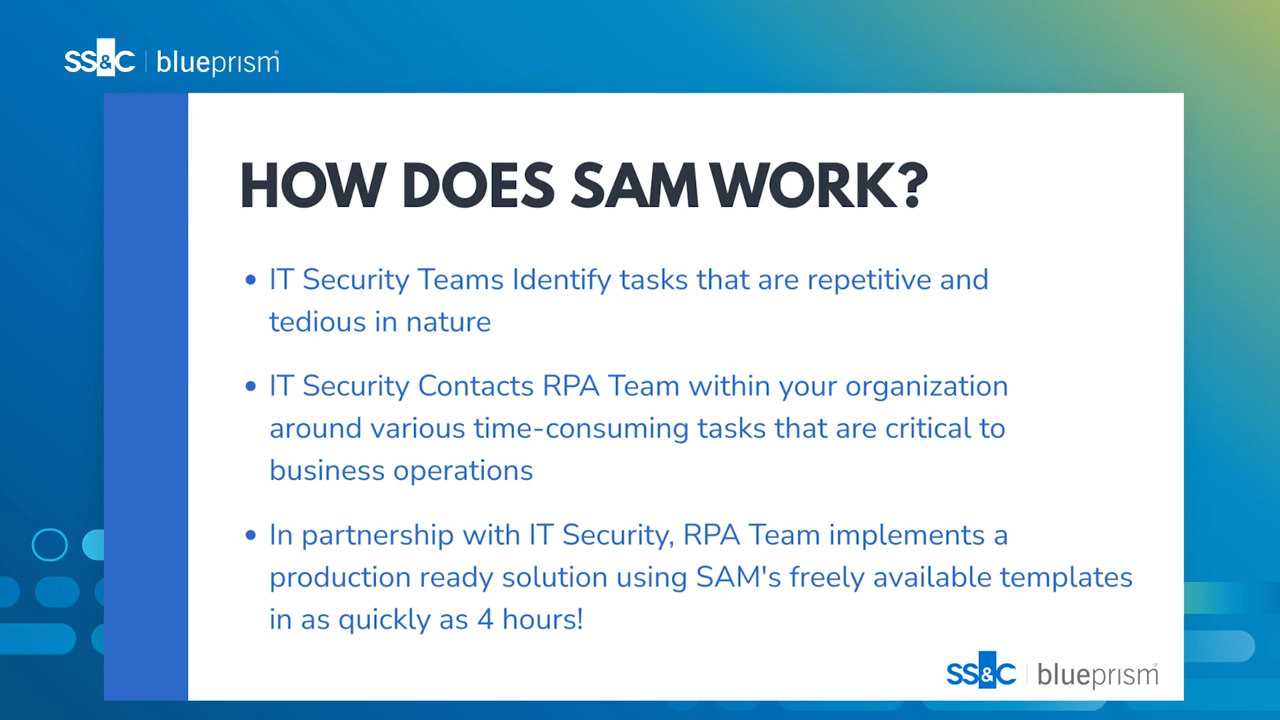 SS&C | blueprism®
HOW DOES SAM WORK?
• IT Security Teams Identify tasks that are repetitive and
tedious in nature
• IT Security Contacts RPA Team within your organization
around various time-consuming tasks that are critical to
business operations
• In partnership with IT Security, RPA Team implements a
production ready solution using SAM's freely available templates
in as quickly as 4 hours!
SS&C | blueprism®